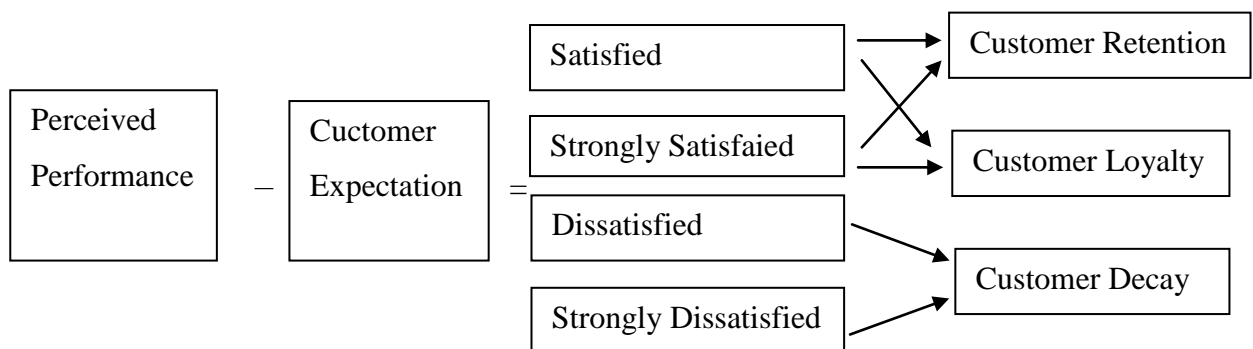 Perceived
Performance
–
Cuctomer
Expectation
=
Satisfied
Strongly Satisfaied
Dissatisfied
Strongly Dissatisfied
Customer Retention
Customer Loyalty
Customer Decay